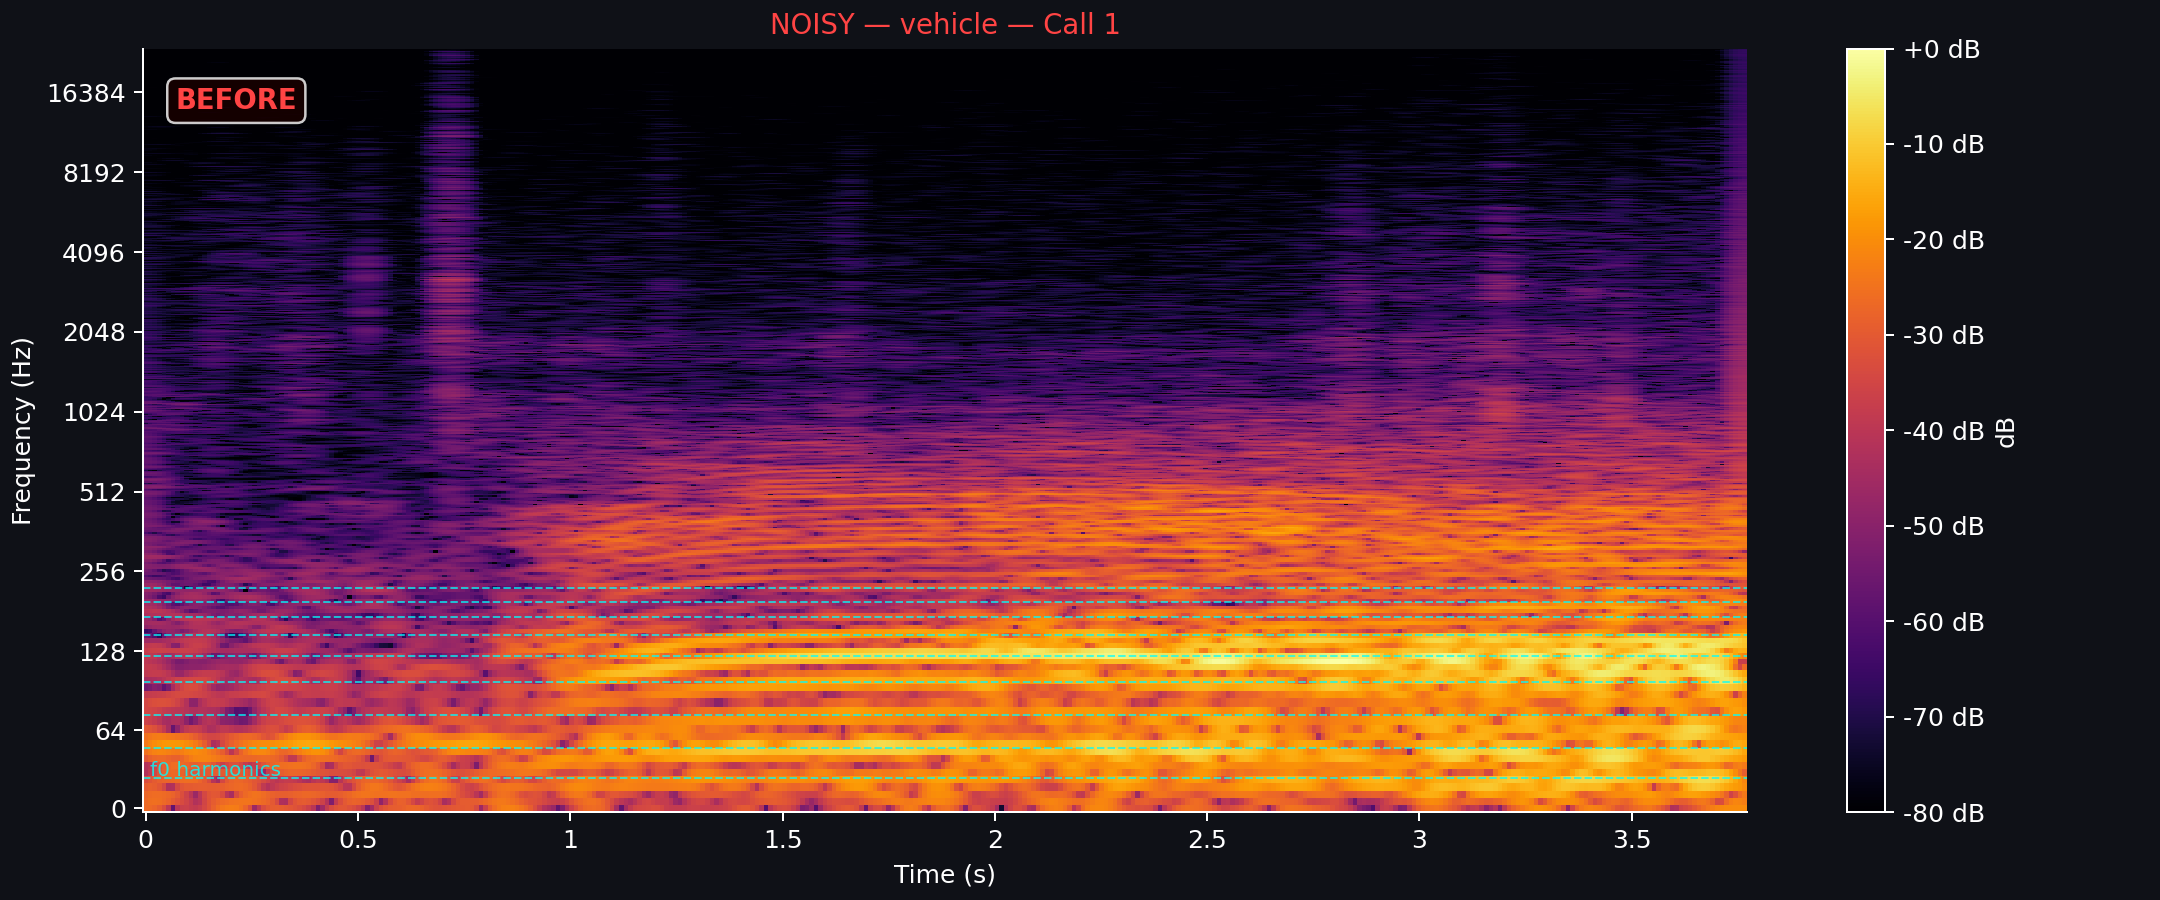 NOISY — vehicle — Call 1
BEFORE
Frequency (Hz)
16384
8192
4096
2048
1024
512
256
128
64
0
f0 harmonics
0
0.5
1
1.5
2
2.5
3
3.5
Time (s)
+0 dB
-10 dB
-20 dB
-30 dB
-40 dB
-50 dB
-60 dB
-70 dB
-80 dB
dB